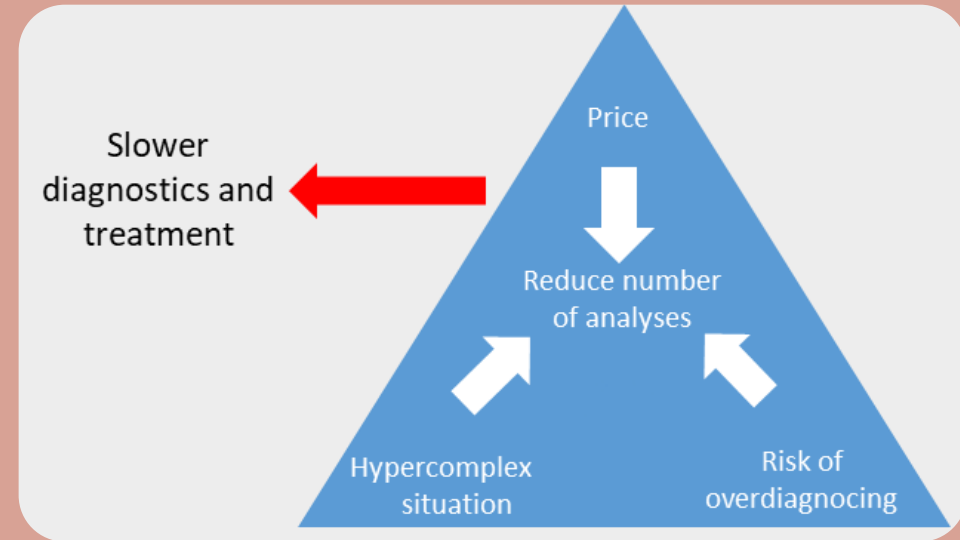 Slower
diagnostics and
treatment
Price
Reduce number
of analyses
Hypercomplex
situation
Risk of
overdiagnocing